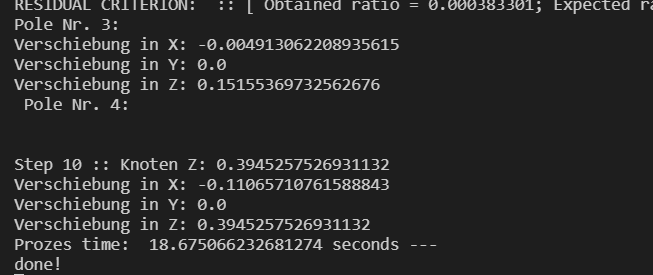 RESIDUAL CRITERION:  :: [ Obtained ratio = 0.000383301; Expected ra
Pole Nr. 3:
Verschiebung in X: -0.004913062208935615
Verschiebung in Y: 0.0
Verschiebung in Z: 0.15155369732562676
 Pole Nr. 4:
Step 10 :: Knoten Z: 0.3945257526931132
Verschiebung in X: -0.11065710761588843
Verschiebung in Y: 0.0
Verschiebung in Z: 0.3945257526931132
Prozes time:  18.675066232681274 seconds ---
done!